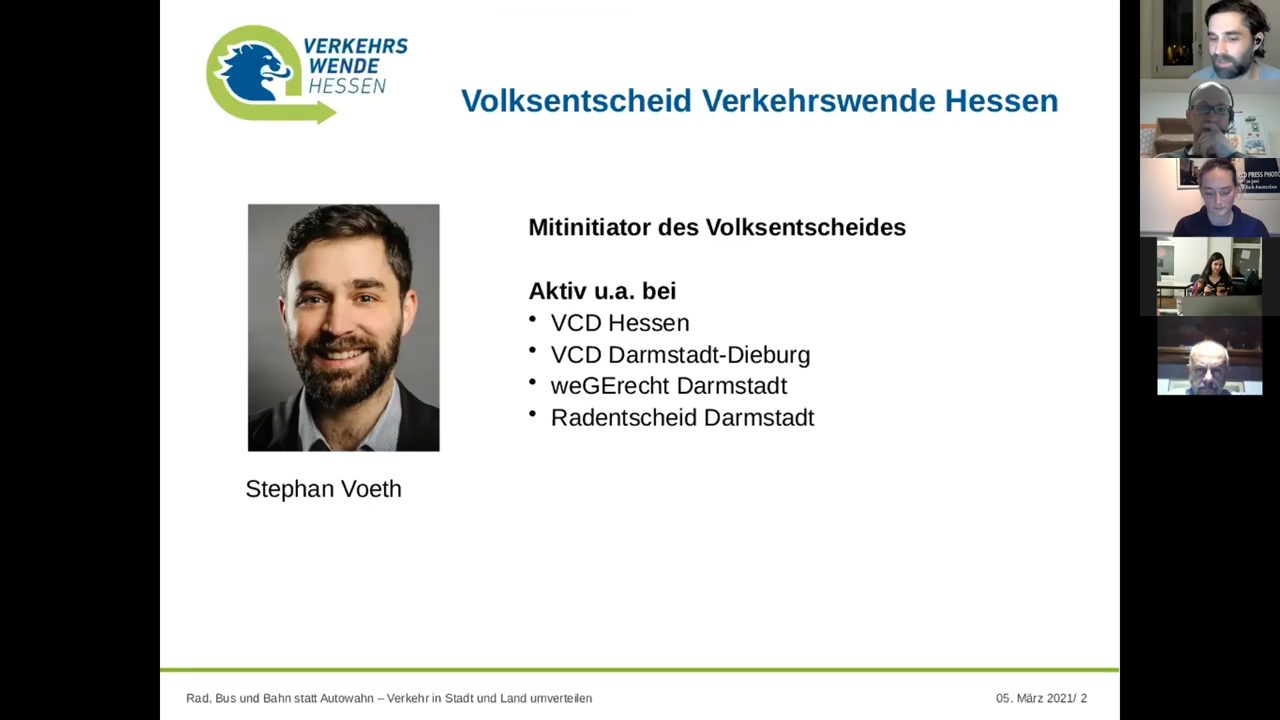 VERKEHRS
WENDE
HESSEN
Volksentscheid Verkehrswende Hessen
Mitinitiator des Volksentscheides
Aktiv u.a. bei
• VCD Hessen
• VCD Darmstadt-Dieburg
• weGErecht Darmstadt
• Radentscheid Darmstadt
Stephan Voeth
Rad, Bus und Bahn statt Autowahn – Verkehr in Stadt und Land umverteilen
05. März 2021/ 2
PRESS PHOTO